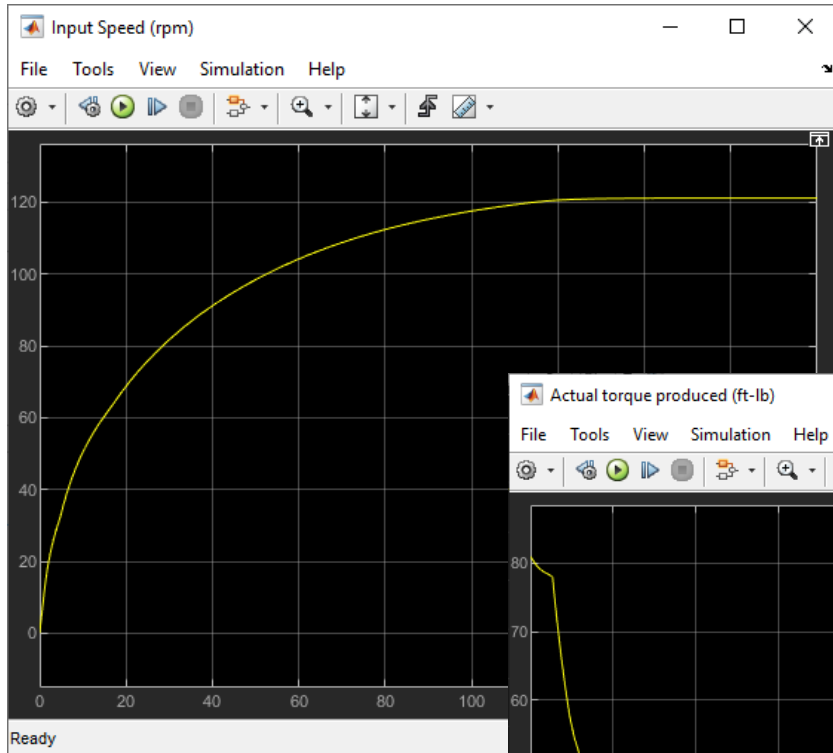 Input Speed (rpm)
File Tools View Simulation Help
120
100
80
60
40
20
0
0 20 40 60 80 100
Ready
Actual torque produced (ft-lb)
File Tools View Simulation Help
80
70
60